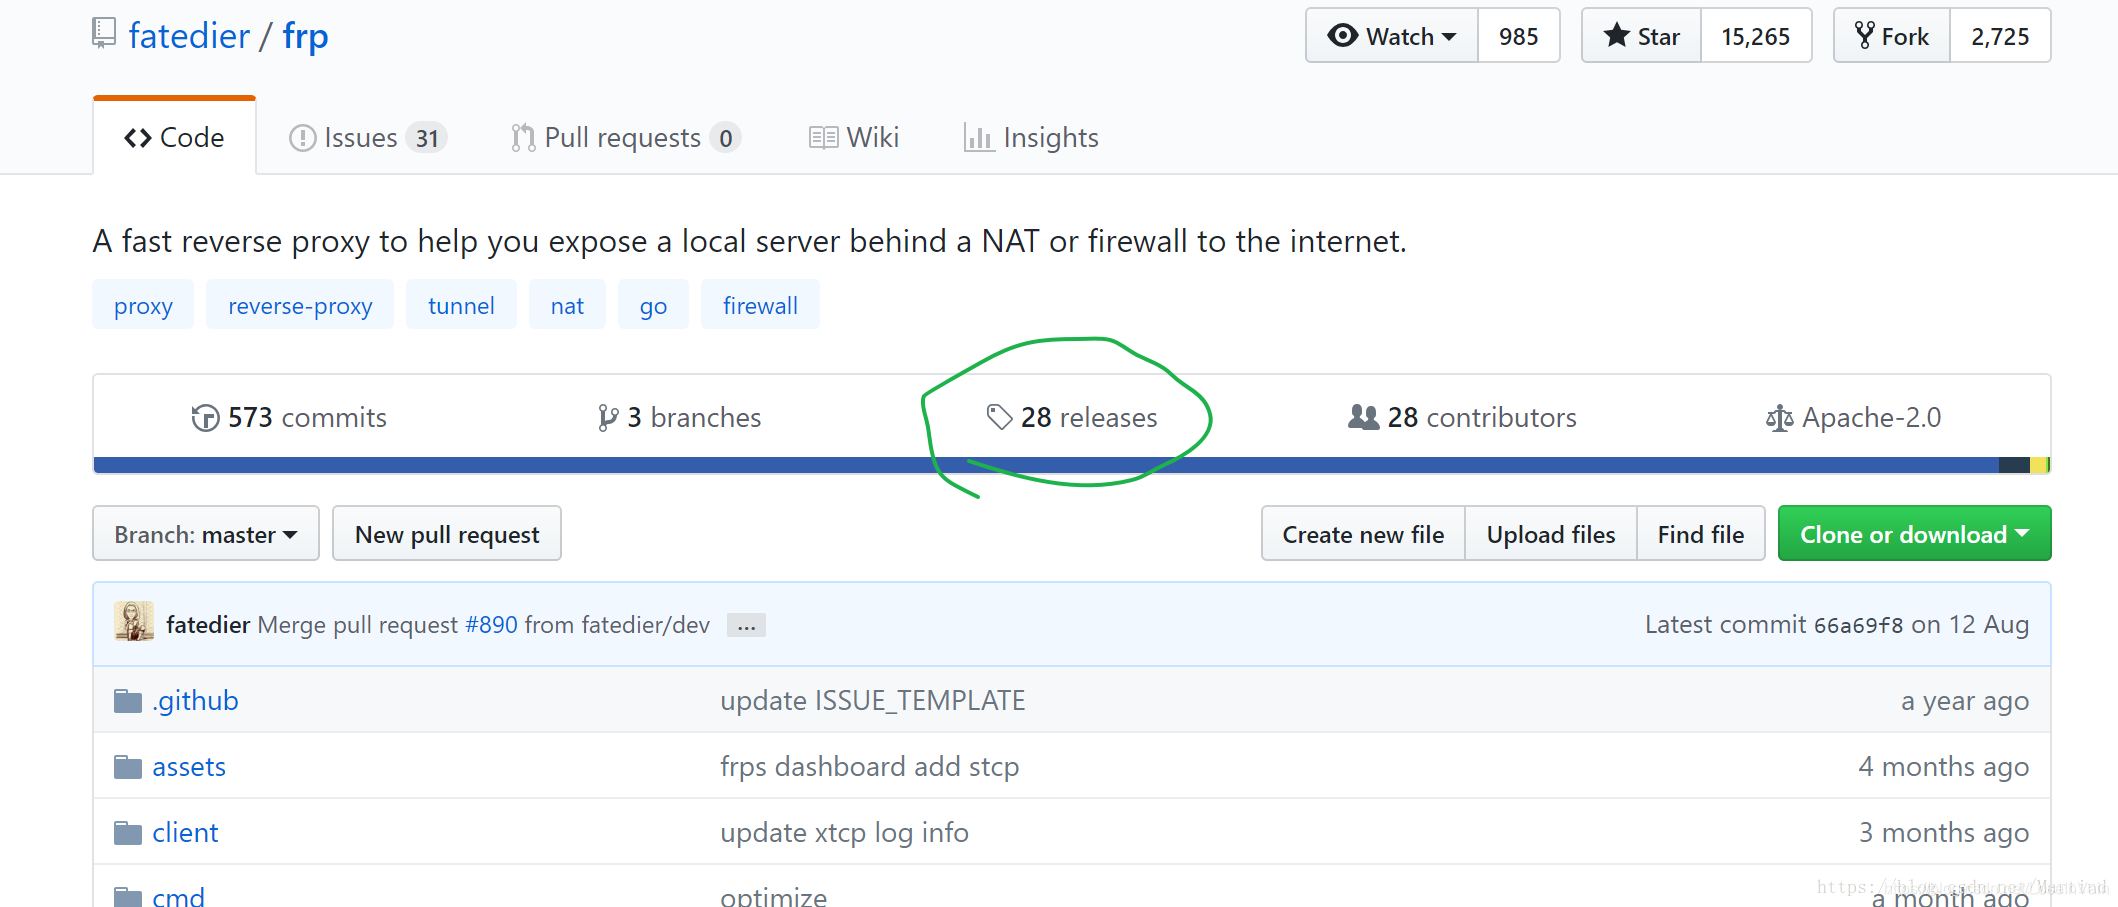 fatedier / frp
Watch 985 Star 15,265 Fork 2,725
Code Issues 31 Pull requests 0 Wiki Insights
A fast reverse proxy to help you expose a local server behind a NAT or firewall to the internet.
proxy reverse-proxy tunnel nat go firewall
573 commits 3 branches 28 releases 28 contributors Apache-2.0
Branch: master New pull request Create new file Upload files Find file Clone or download
fatedier Merge pull request #890 from fatedier/dev ... Latest commit 66a69f8 on 12 Aug
.github update ISSUE_TEMPLATE a year ago
assets frps dashboard add stcp 4 months ago
client update xtcp log info 3 months ago
cmd optimize a month ago